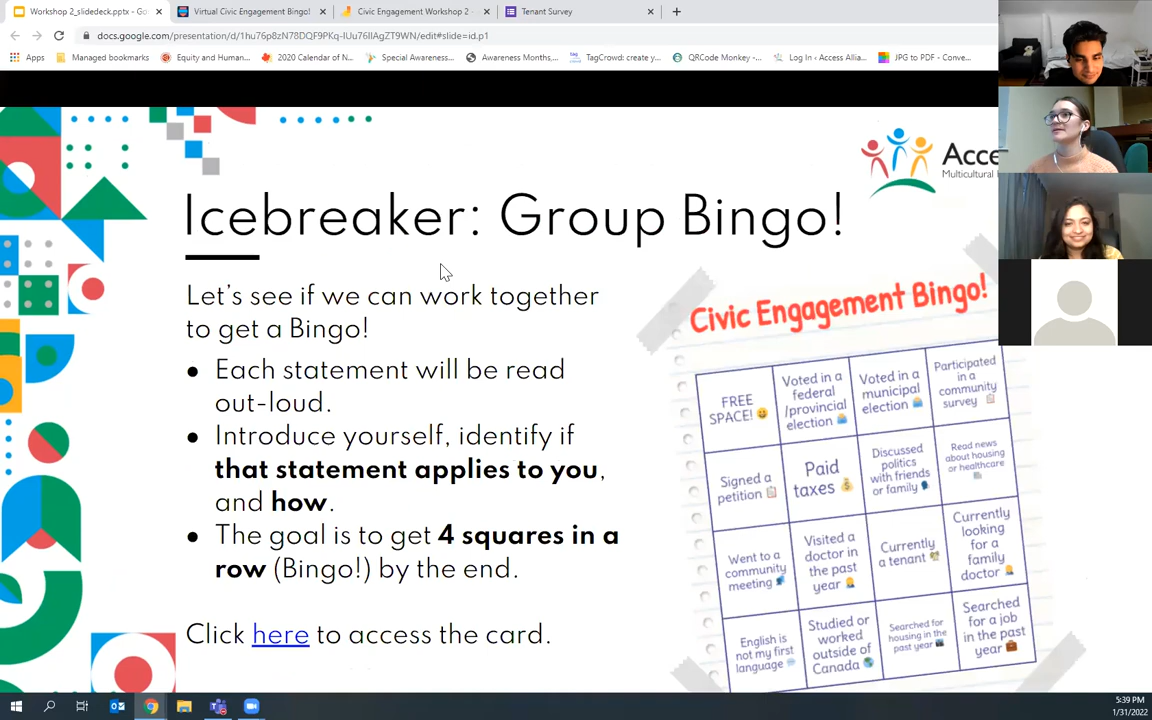 Workshop 2_slidedeck.pptx - Go
Virtual Civic Engagement Bingo!
Civic Engagement Workshop 2 -
Tenant Survey
Apps
Managed bookmarks
Equity and Human...
2020 Calendar of N...
Special Awareness...
Awareness Months,...
TagCrowd: create y...
QRCode Monkey -...
Log In ‹ Access Allia...
JPG to PDF - Conve...
Acce
Multicultural
Icebreaker: Group Bingo!
Let's see if we can work together
to get a Bingo!
● Each statement will be read
out-loud.
● Introduce yourself, identify if
that statement applies to you,
and how.
● The goal is to get 4 squares in a
row (Bingo!) by the end.
Click here to access the card.
Civic Engagement Bingo!
FREE
SPACE!
Voted in a
federal
/provincial
election
Voted in a
municipal
election
Participated
in a
community
survey
Signed a
petition
Paid
taxes
Discussed
politics
with friends
or family
Read news
about housing
or healthcare
Went to a
community
meeting
Visited a
doctor in
the past
year
Currently
a tenant
Currently
looking
for a
family
doctor
English is
not my first
language
Studied or
worked
outside of
Canada
Searched for
housing in the
past year
Searched
for a job
in the past
year
5:39 PM
1/31/2022